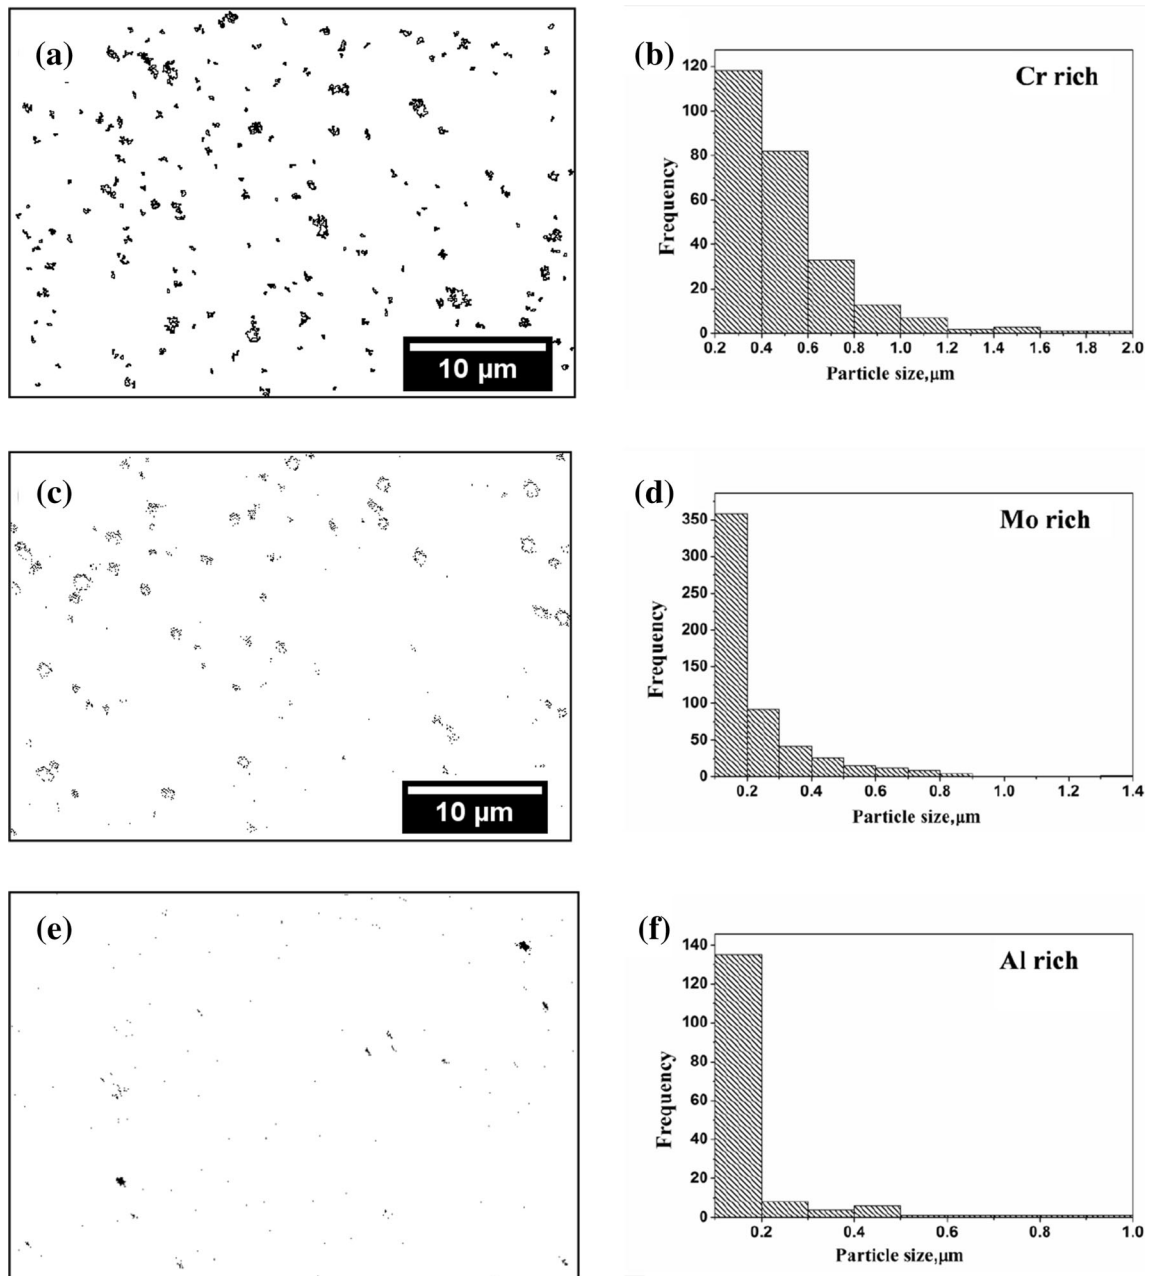 (a)
10 µm
(b)
Cr rich
Frequency
120
100
80
60
40
20
0
0.2 0.4 0.6 0.8 1.0 1.2 1.4 1.6 1.8 2.0
Particle size,µm
(c)
10 µm
(d)
Mo rich
Frequency
350
300
250
200
150
100
50
0
0.2 0.4 0.6 0.8 1.0 1.2 1.4
Particle size,µm
(e)
(f)
Al rich
Frequency
140
120
100
80
60
40
20
0
0.2 0.4 0.6 0.8 1.0
Particle size,µm